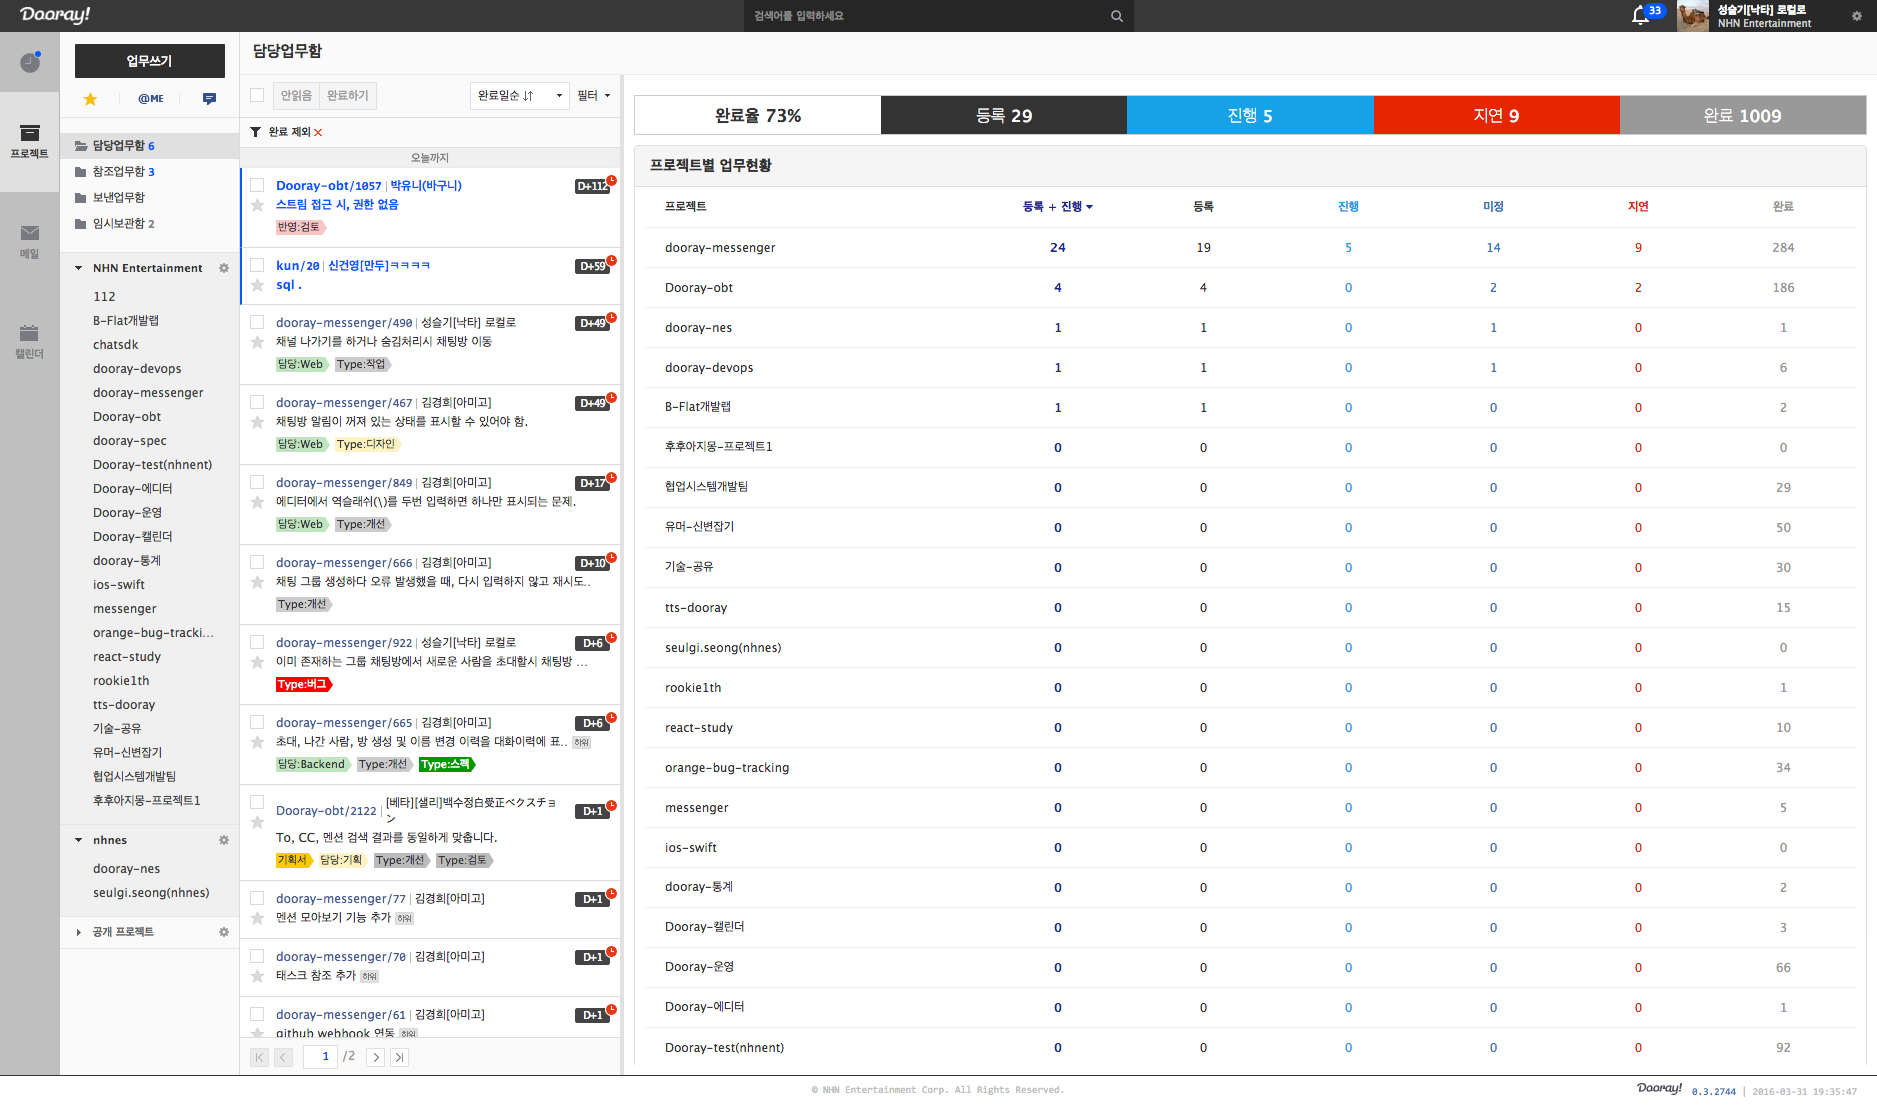 Dooray!
검색어를 입력하세요
33
성슬기[낙타] 로컬로
NHN Entertainment
프로젝트
메일
캘린더
업무쓰기
@ME
담당업무함 6
참조업무함 3
보낸업무함
임시보관함 2
NHN Entertainment
112
B-Flat개발랩
chatsdk
dooray-devops
dooray-messenger
Dooray-obt
dooray-spec
Dooray-test(nhnent)
Dooray-에디터
Dooray-운영
Dooray-캘린더
dooray-통계
ios-swift
messenger
orange-bug-tracki...
react-study
rookie1th
tts-dooray
기술-공유
유머-신변잡기
협업시스템개발팀
후후아지몽-프로젝트1
nhnes
dooray-nes
seulgi.seong(nhnes)
공개 프로젝트
담당업무함
안읽음 완료하기 완료일순 필터
완료 제외
오늘까지
Dooray-obt/1057 | 박유니(바구니) D+112
스트림 접근 시, 권한 없음
반영:검토
kun/20 | 신건영[만두]ㅋㅋㅋㅋ D+59
sql .
dooray-messenger/490 | 성슬기[낙타] 로컬로 D+49
채널 나가기를 하거나 숨김처리시 채팅방 이동
담당:Web Type:작업
dooray-messenger/467 | 김경희[아미고] D+49
채팅방 알림이 꺼져 있는 상태를 표시할 수 있어야 함.
담당:Web Type:디자인
dooray-messenger/849 | 김경희[아미고] D+17
에디터에서 역슬래쉬(\)를 두번 입력하면 하나만 표시되는 문제.
담당:Web Type:개선
dooray-messenger/666 | 김경희[아미고] D+10
채팅 그룹 생성하다 오류 발생했을 때, 다시 입력하지 않고 재시도..
Type:개선
dooray-messenger/922 | 성슬기[낙타] 로컬로 D+6
이미 존재하는 그룹 채팅방에서 새로운 사람을 초대할시 채팅방 ...
Type:버그
dooray-messenger/665 | 김경희[아미고] D+6
초대, 나간 사람, 방 생성 및 이름 변경 이력을 대화이력에 표.. 하위
담당:Backend Type:개선 Type:스펙
Dooray-obt/2122 | [베타][샐리]백수정白受正ベクスチョン D+1
To, CC, 멘션 검색 결과를 동일하게 맞춥니다.
기획서 담당:기획 Type:개선 Type:검토
dooray-messenger/77 | 김경희[아미고] D+1
멘션 모아보기 기능 추가 하위
dooray-messenger/70 | 김경희[아미고] D+1
태스크 참조 추가 하위
dooray-messenger/61 | 김경희[아미고] D+1
github webhook 연동 하위
1 /2
완료율 73% 등록 29 진행 5 지연 9 완료 1009
프로젝트별 업무현황
프로젝트 등록 + 진행 등록 진행 미정 지연 완료
dooray-messenger 24 19 5 14 9 284
Dooray-obt 4 4 0 2 2 186
dooray-nes 1 1 0 1 0 1
dooray-devops 1 1 0 1 0 6
B-Flat개발랩 1 1 0 0 0 2
후후아지몽-프로젝트1 0 0 0 0 0 0
협업시스템개발팀 0 0 0 0 0 29
유머-신변잡기 0 0 0 0 0 50
기술-공유 0 0 0 0 0 30
tts-dooray 0 0 0 0 0 15
seulgi.seong(nhnes) 0 0 0 0 0 0
rookie1th 0 0 0 0 0 1
react-study 0 0 0 0 0 10
orange-bug-tracking 0 0 0 0 0 34
messenger 0 0 0 0 0 5
ios-swift 0 0 0 0 0 0
dooray-통계 0 0 0 0 0 2
Dooray-캘린더 0 0 0 0 0 3
Dooray-운영 0 0 0 0 0 66
Dooray-에디터 0 0 0 0 0 1
Dooray-test(nhnent) 0 0 0 0 0 92
© NHN Entertainment Corp. All Rights Reserved.
Dooray! 0.3.2744 | 2016-03-31 19:35:47